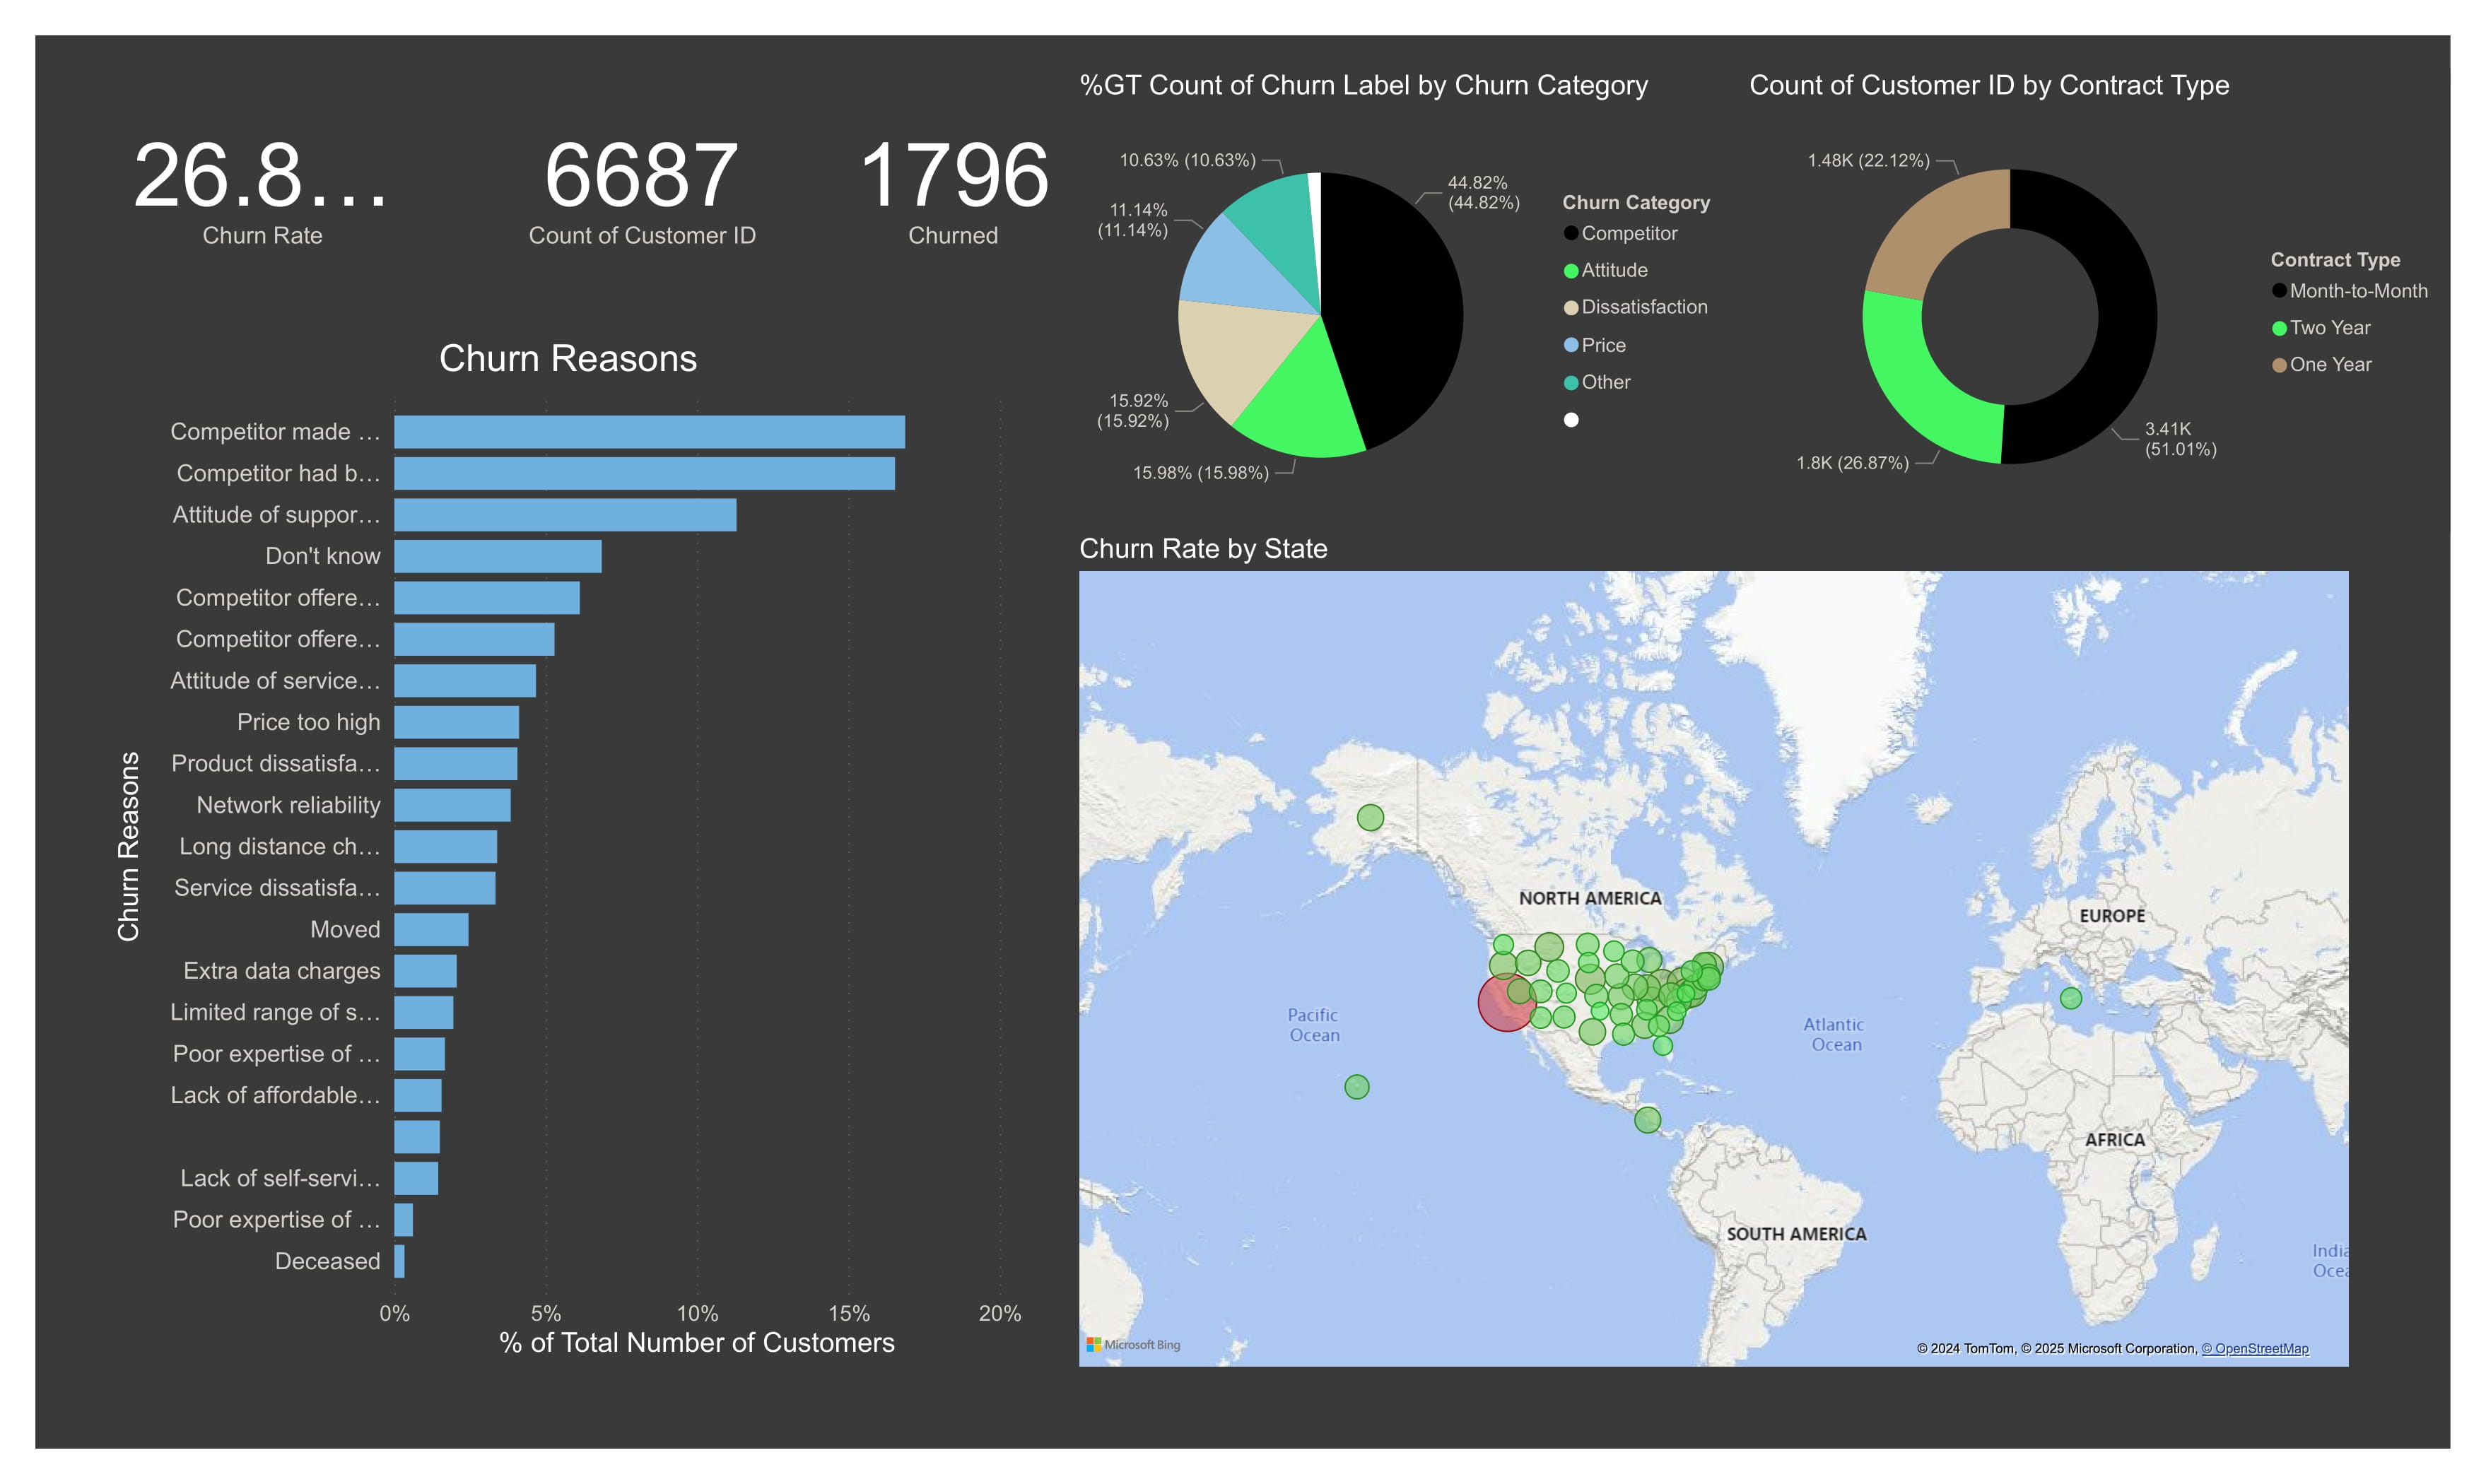 26.8…
Churn Rate
6687
Count of Customer ID
1796
Churned
%GT Count of Churn Label by Churn Category
10.63% (10.63%)
11.14%
(11.14%)
15.92%
(15.92%)
15.98% (15.98%)
44.82%
(44.82%)
Churn Category
Competitor
Attitude
Dissatisfaction
Price
Other
Count of Customer ID by Contract Type
1.48K (22.12%)
1.8K (26.87%)
3.41K
(51.01%)
Contract Type
Month-to-Month
Two Year
One Year
Churn Reasons
Churn Reasons
Competitor made …
Competitor had b…
Attitude of suppor…
Don't know
Competitor offere…
Competitor offere…
Attitude of service…
Price too high
Product dissatisfa…
Network reliability
Long distance ch…
Service dissatisfa…
Moved
Extra data charges
Limited range of s…
Poor expertise of …
Lack of affordable…
Lack of self-servi…
Poor expertise of …
Deceased
0%
5%
10%
15%
20%
% of Total Number of Customers
Churn Rate by State
NORTH AMERICA
EUROPE
Pacific
Ocean
Atlantic
Ocean
AFRICA
SOUTH AMERICA
India
Ocea
Microsoft Bing
© 2024 TomTom, © 2025 Microsoft Corporation, © OpenStreetMap